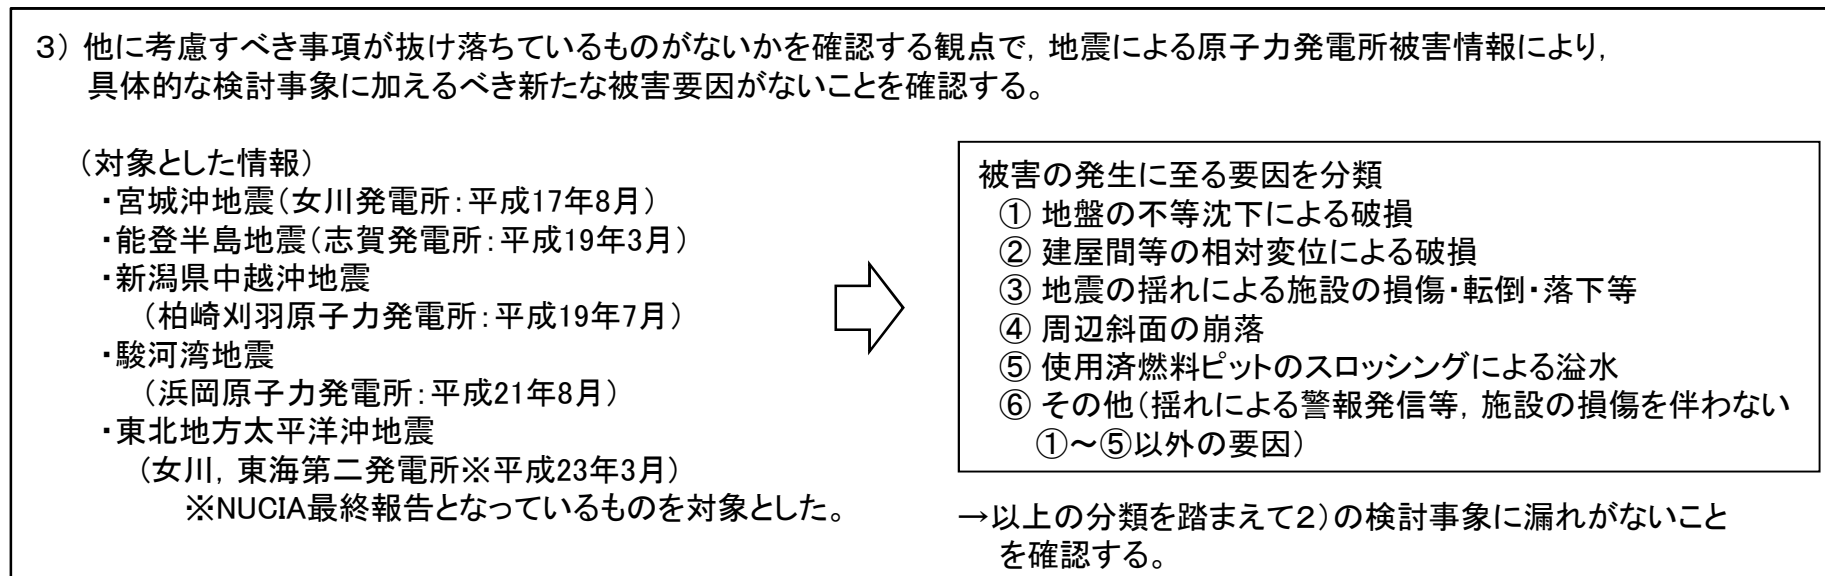 3) 他に考慮すべき事項が抜け落ちているものがないかを確認する観点で，地震による原子力発電所被害情報により，
具体的な検討事象に加えるべき新たな被害要因がないことを確認する。
（対象とした情報）
・宮城沖地震（女川発電所：平成17年8月）
・能登半島地震（志賀発電所：平成19年3月）
・新潟県中越沖地震
（柏崎刈羽原子力発電所：平成19年7月）
・駿河湾地震
（浜岡原子力発電所：平成21年8月）
・東北地方太平洋沖地震
（女川，東海第二発電所※平成23年3月）
※NUCIA最終報告となっているものを対象とした。
被害の発生に至る要因を分類
① 地盤の不等沈下による破損
② 建屋間等の相対変位による破損
③ 地震の揺れによる施設の損傷・転倒・落下等
④ 周辺斜面の崩落
⑤ 使用済燃料ピットのスロッシングによる溢水
⑥ その他（揺れによる警報発信等，施設の損傷を伴わない
①～⑤以外の要因）
→以上の分類を踏まえて２）の検討事象に漏れがないこと
を確認する。